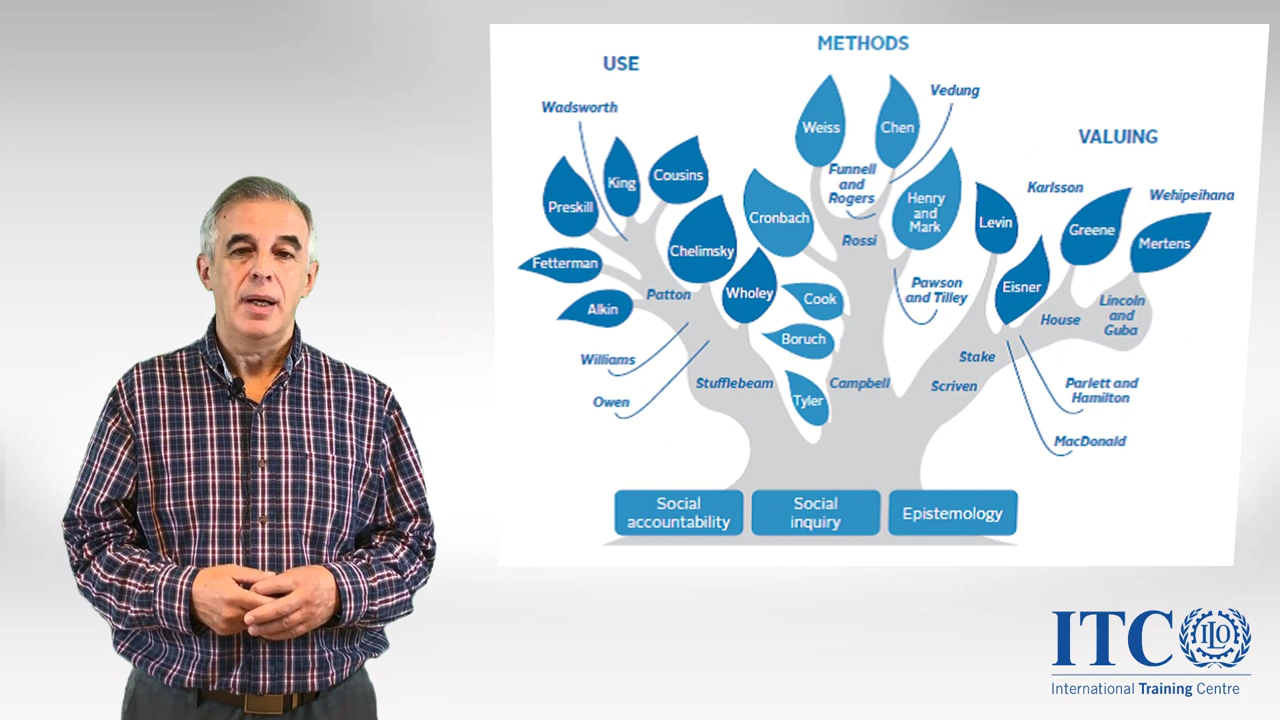 METHODS
USE
VALUING
Wadsworth
Vedung
Weiss
Chen
King
Cousins
Preskill
Funnell
and
Rogers
Henry
and
Mark
Karlsson
Wehipeihana
Cronbach
Levin
Greene
Mertens
Chelimsky
Rossi
Fetterman
Wholey
Eisner
Alkin
Patton
Cook
Pawson
and Tilley
House
Lincoln
and
Guba
Boruch
Williams
Stake
Stufflebeam
Campbell
Scriven
Parlett and
Hamilton
Owen
Tyler
MacDonald
Social
accountability
Social
inquiry
Epistemology
ITC
ILO
International Training Centre